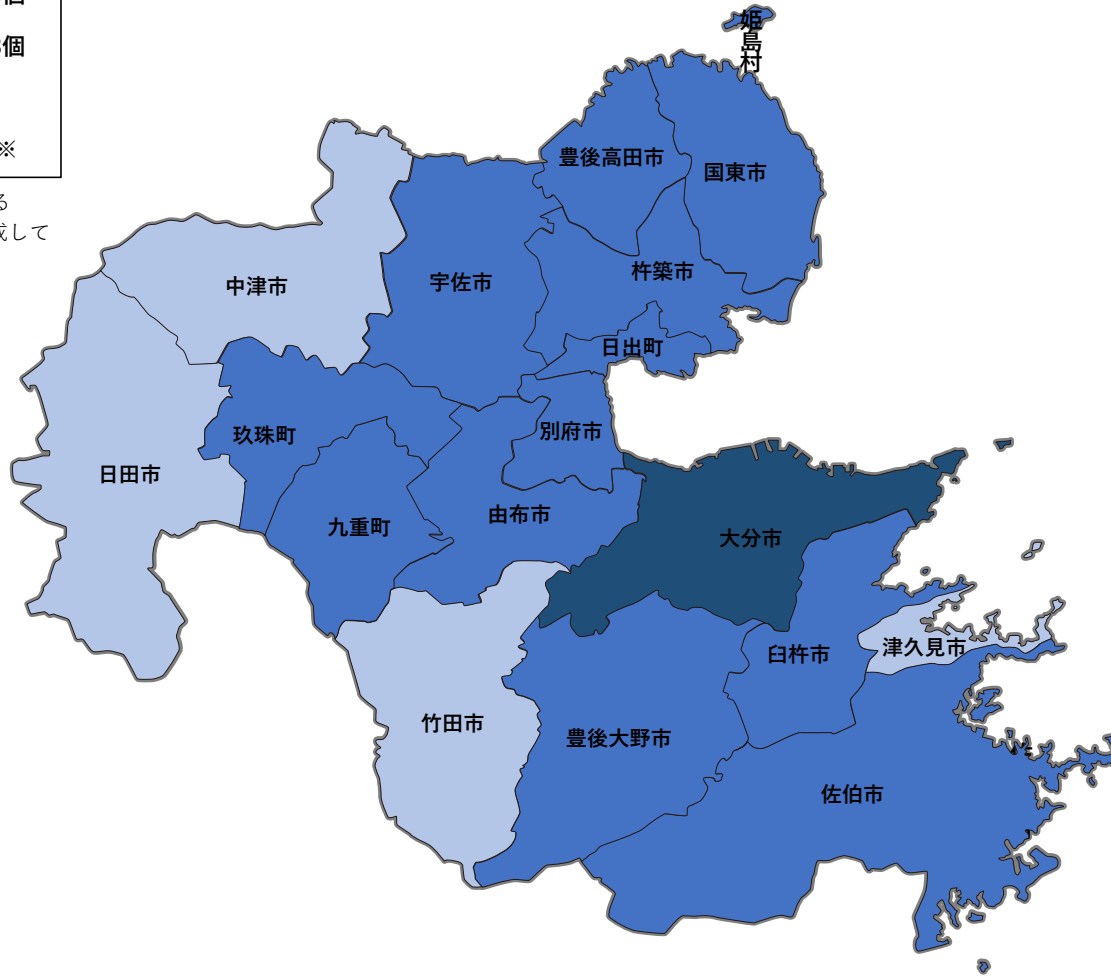 個
個
※
る
成して
姫島村
豊後高田市
国東市
中津市
宇佐市
杵築市
日出町
玖珠町
別府市
日田市
九重町
由布市
大分市
臼杵市
津久見市
竹田市
豊後大野市
佐伯市